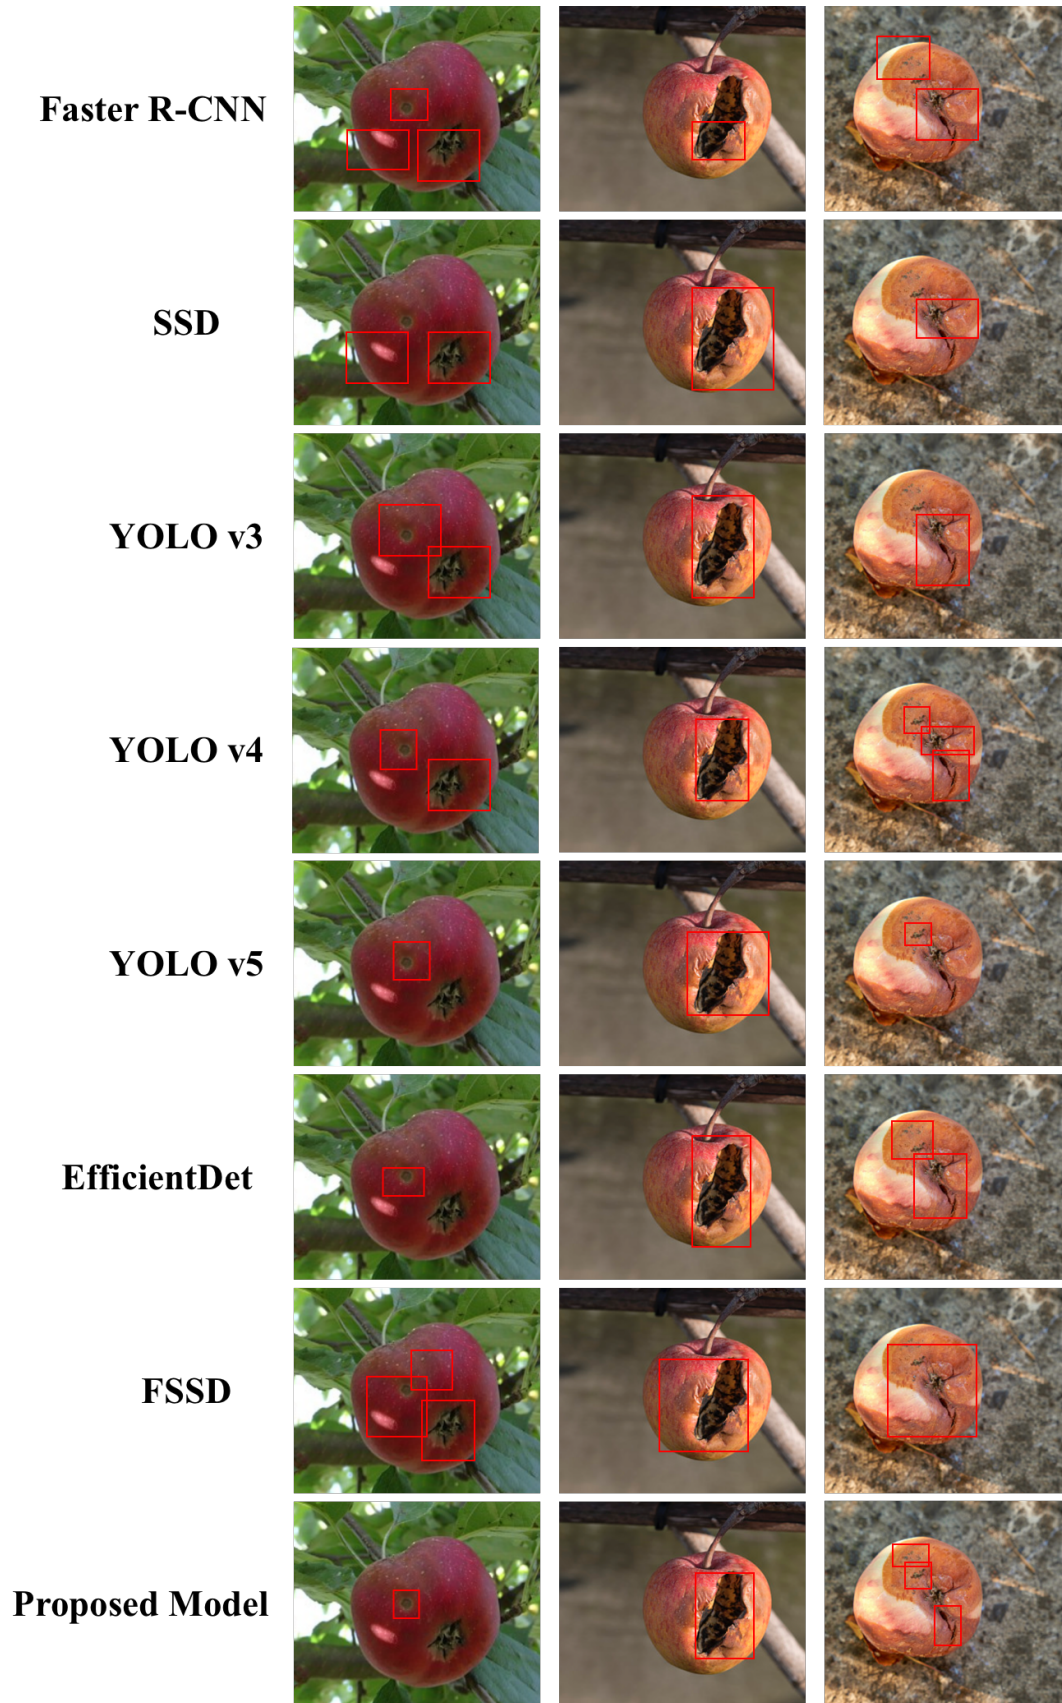 Faster R-CNN
SSD
YOLO v3
YOLO v4
YOLO v5
EfficientDet
FSSD
Proposed Model